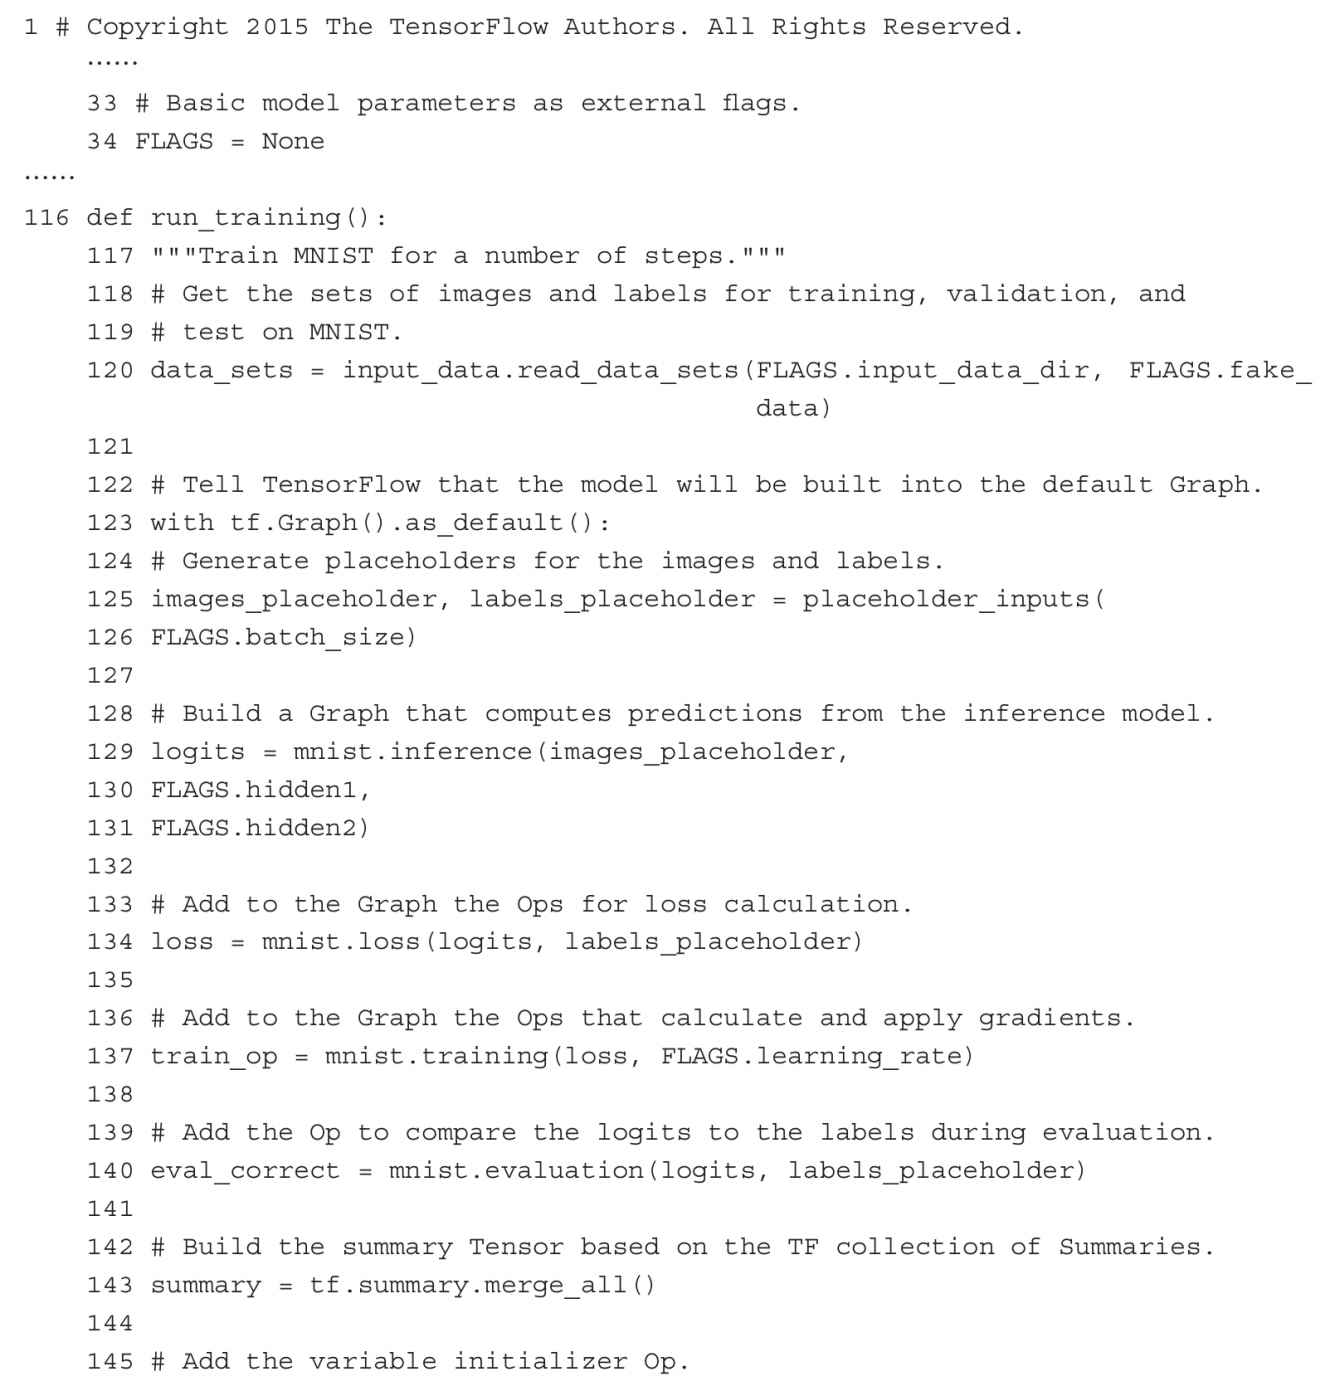 1 # Copyright 2015 The TensorFlow Authors. All Rights Reserved.
......
33 # Basic model parameters as external flags.
34 FLAGS = None
......
116 def run_training():
117 """Train MNIST for a number of steps."""
118 # Get the sets of images and labels for training, validation, and
119 # test on MNIST.
120 data_sets = input_data.read_data_sets(FLAGS.input_data_dir, FLAGS.fake_
data)
121
122 # Tell TensorFlow that the model will be built into the default Graph.
123 with tf.Graph().as_default():
124 # Generate placeholders for the images and labels.
125 images_placeholder, labels_placeholder = placeholder_inputs(
126 FLAGS.batch_size)
127
128 # Build a Graph that computes predictions from the inference model.
129 logits = mnist.inference(images_placeholder,
130 FLAGS.hidden1,
131 FLAGS.hidden2)
132
133 # Add to the Graph the Ops for loss calculation.
134 loss = mnist.loss(logits, labels_placeholder)
135
136 # Add to the Graph the Ops that calculate and apply gradients.
137 train_op = mnist.training(loss, FLAGS.learning_rate)
138
139 # Add the Op to compare the logits to the labels during evaluation.
140 eval_correct = mnist.evaluation(logits, labels_placeholder)
141
142 # Build the summary Tensor based on the TF collection of Summaries.
143 summary = tf.summary.merge_all()
144
145 # Add the variable initializer Op.